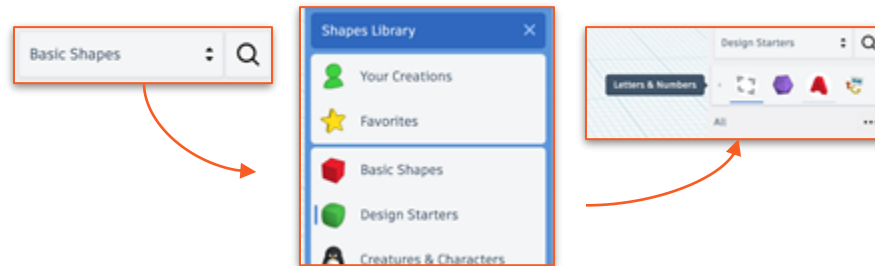 Basic Shapes
Shapes Library
Your Creations
Favorites
Basic Shapes
Design Starters
Creatures & Characters
Design Starters
Letters & Numbers
All